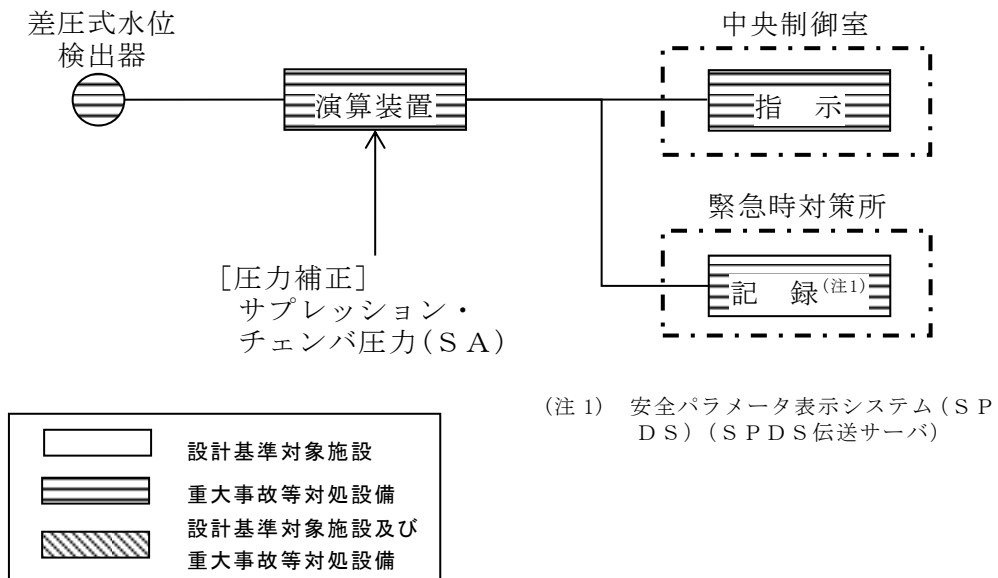 差圧式水位
検出器
中央制御室
演算装置
指　示
緊急時対策所
記　録(注1)
［圧力補正］
サプレッション・
チェンバ圧力(ＳＡ)
(注 1)　安全パラメータ表示システム(ＳＰ
ＤＳ)(ＳＰＤＳ伝送サーバ)
設計基準対象施設
重大事故等対処設備
設計基準対象施設及び
重大事故等対処設備